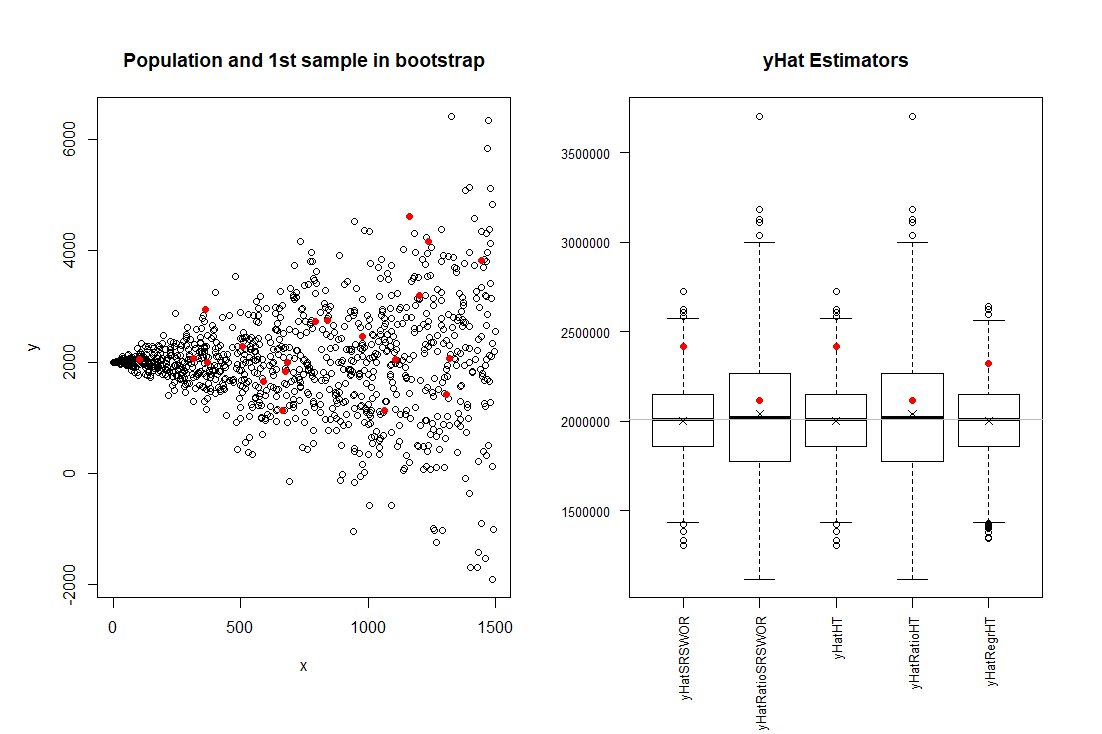 Population and 1st sample in bootstrap
y
6000
4000
2000
0
-2000
0
500
1000
1500
x
yHat Estimators
3500000
3000000
2500000
2000000
1500000
yHatSRSWOR
yHatRatioSRSWOR
yHatHT
yHatRatioHT
yHatRegrHT